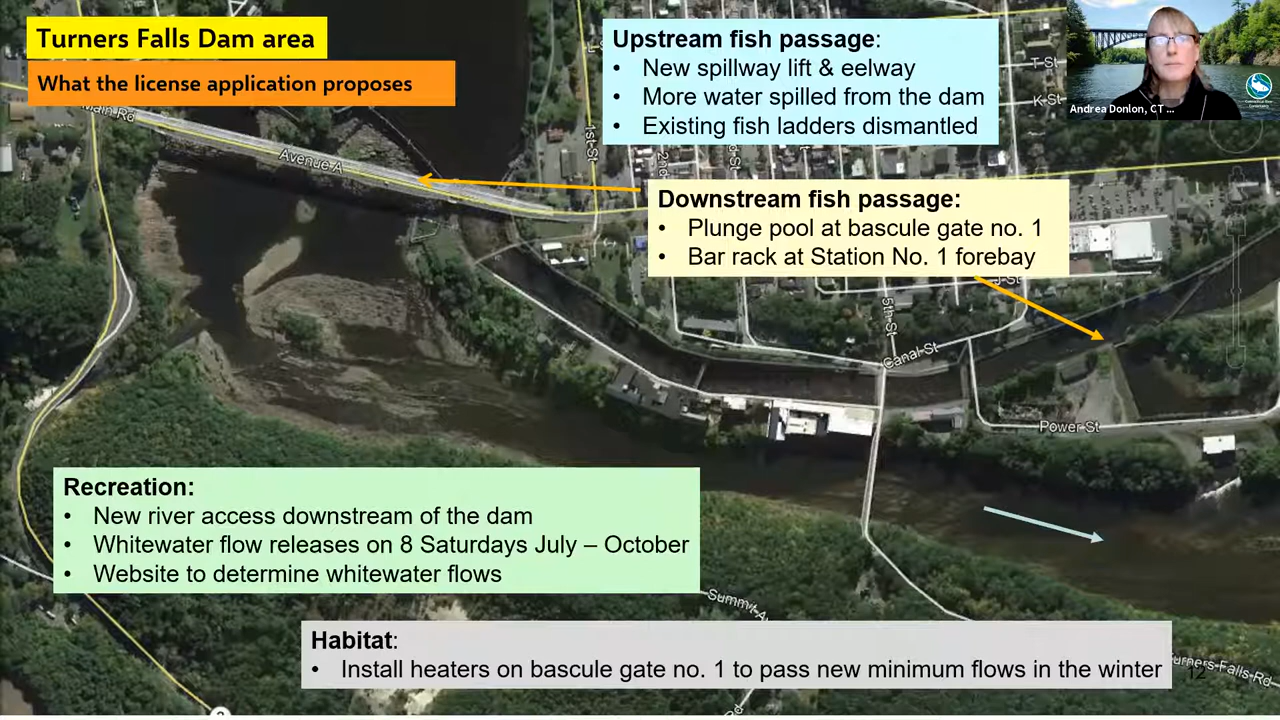 Turners Falls Dam area
What the license application proposes
Upstream fish passage:
• New spillway lift & eelway
• More water spilled from the dam
• Existing fish ladders dismantled
Andrea Donlon, CT ...
T St
K St
Main Rd
Avenue A
1st St
2nd
Downstream fish passage:
• Plunge pool at bascule gate no. 1
• Bar rack at Station No. 1 forebay
J St
5th St
Canal St
Power St
Recreation:
• New river access downstream of the dam
• Whitewater flow releases on 8 Saturdays July – October
• Website to determine whitewater flows
Summit Av
Habitat:
• Install heaters on bascule gate no. 1 to pass new minimum flows in the winter
Turners Falls Rd
12
Rd
2